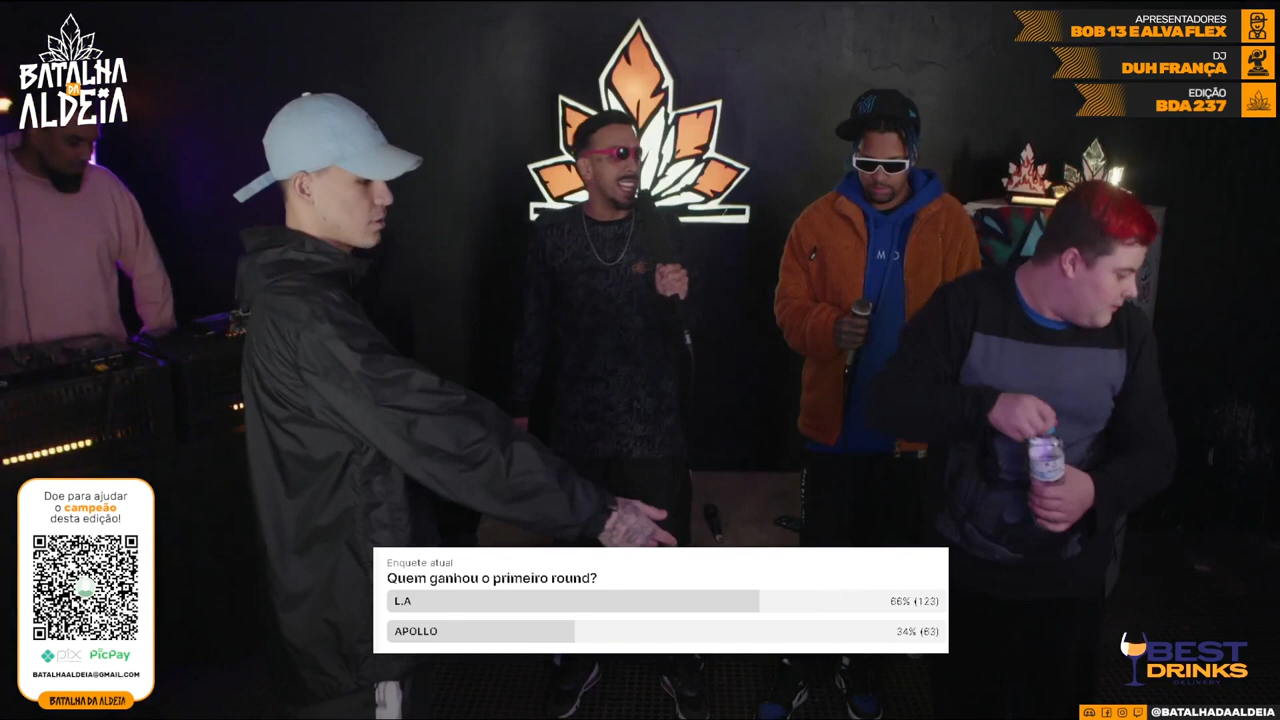 BATALHA
DA
ALDEIA
APRESENTADORES
BOB 13 E ALVA FLEX
DJ
DUH FRANÇA
EDIÇÃO
BDA 237
Doe para ajudar
o campeão
desta edição!
pix
PicPay
BATALHAALDEIA@GMAIL.COM
BATALHA DA ALDEIA
Enquete atual
Quem ganhou o primeiro round?
L.A 66% (123)
APOLLO 34% (63)
BEST
DRINKS
DELIVERY
@BATALHADAALDEIA